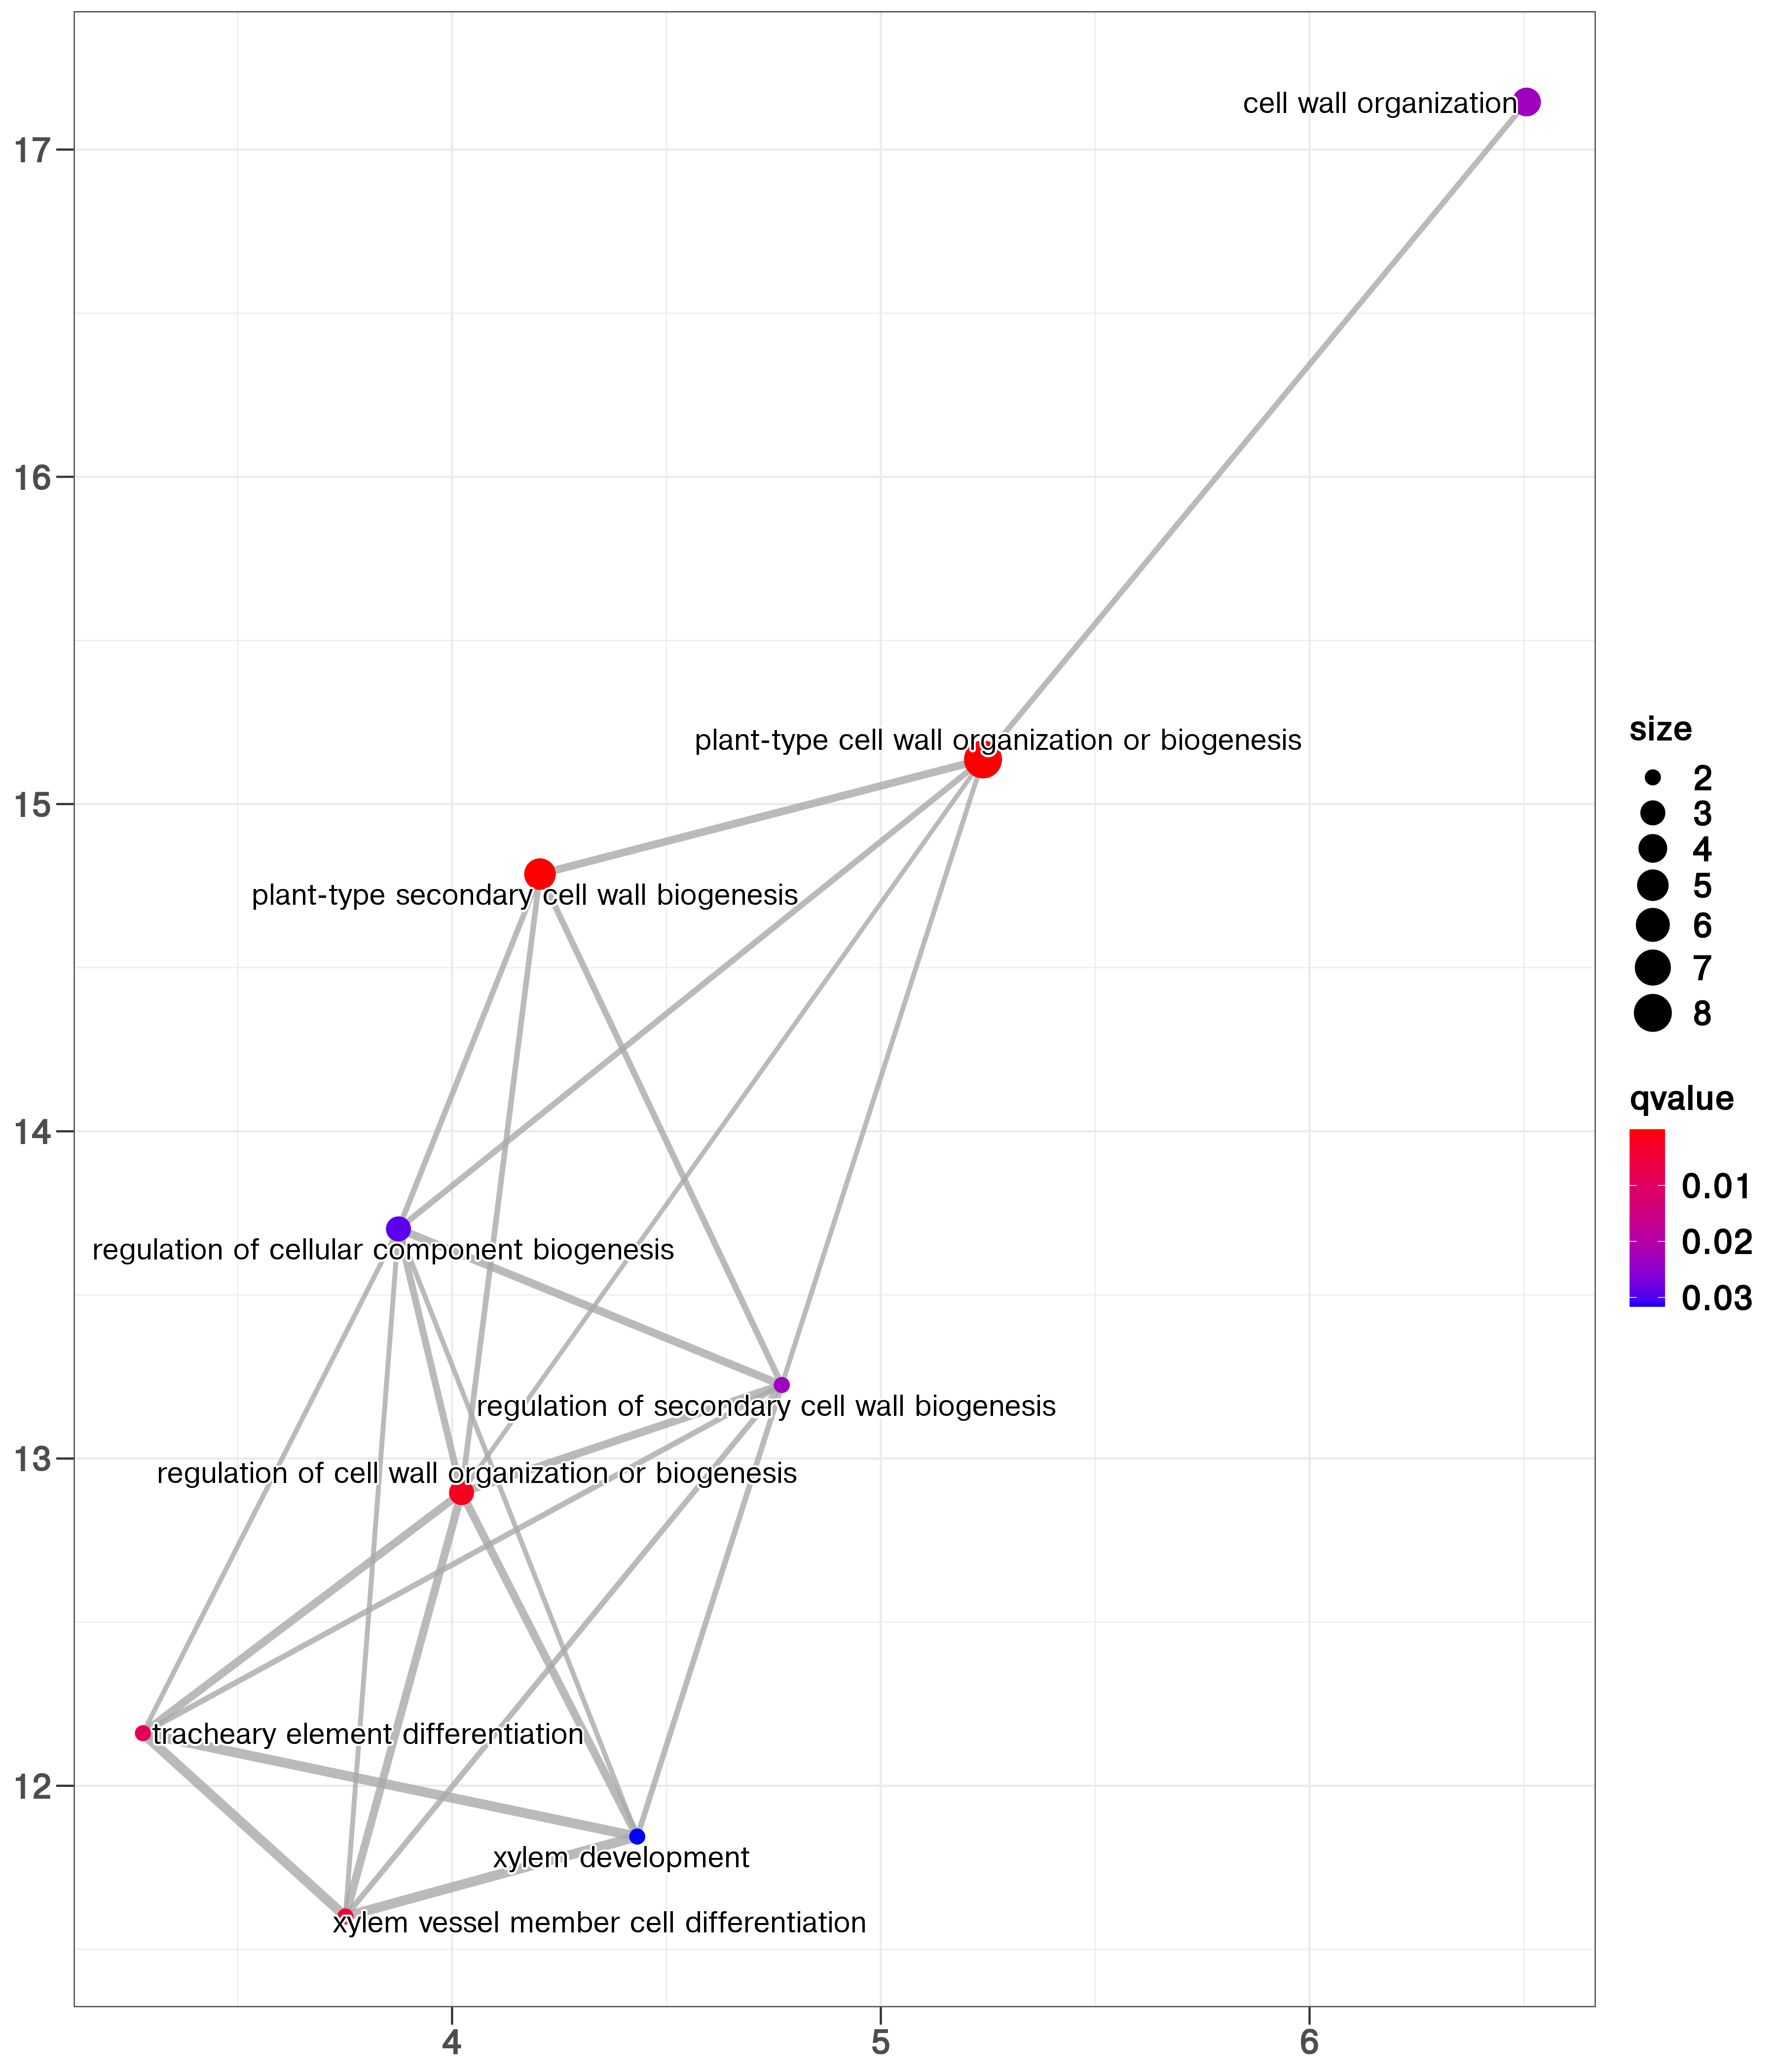 cell wall organization
17
16
plant-type cell wall organization or biogenesis
15
plant-type secondary cell wall biogenesis
14
regulation of cellular component biogenesis
regulation of secondary cell wall biogenesis
13
regulation of cell wall organization or biogenesis
tracheary element differentiation
12
xylem development
xylem vessel member cell differentiation
4
5
6
size
2
3
4
5
6
7
8
qvalue
0.01
0.02
0.03